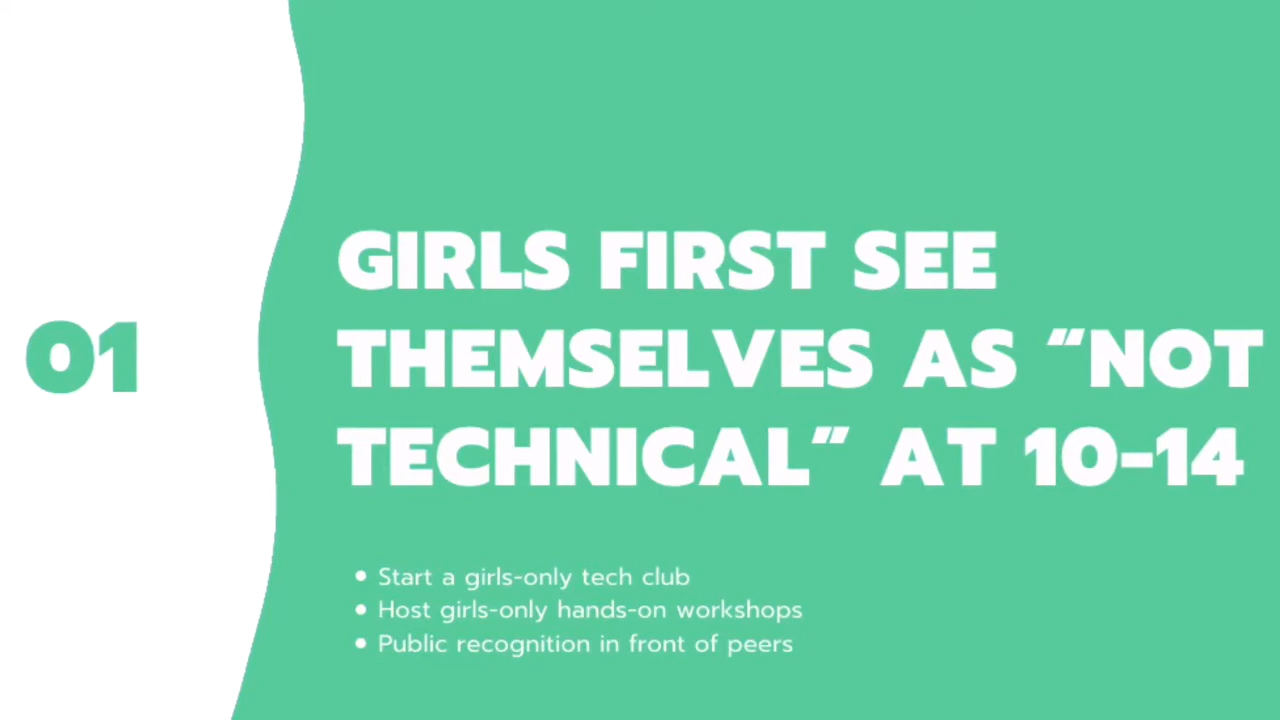 01
GIRLS FIRST SEE
THEMSELVES AS “NOT
TECHNICAL” AT 10-14
• Start a girls-only tech club
• Host girls-only hands-on workshops
• Public recognition in front of peers